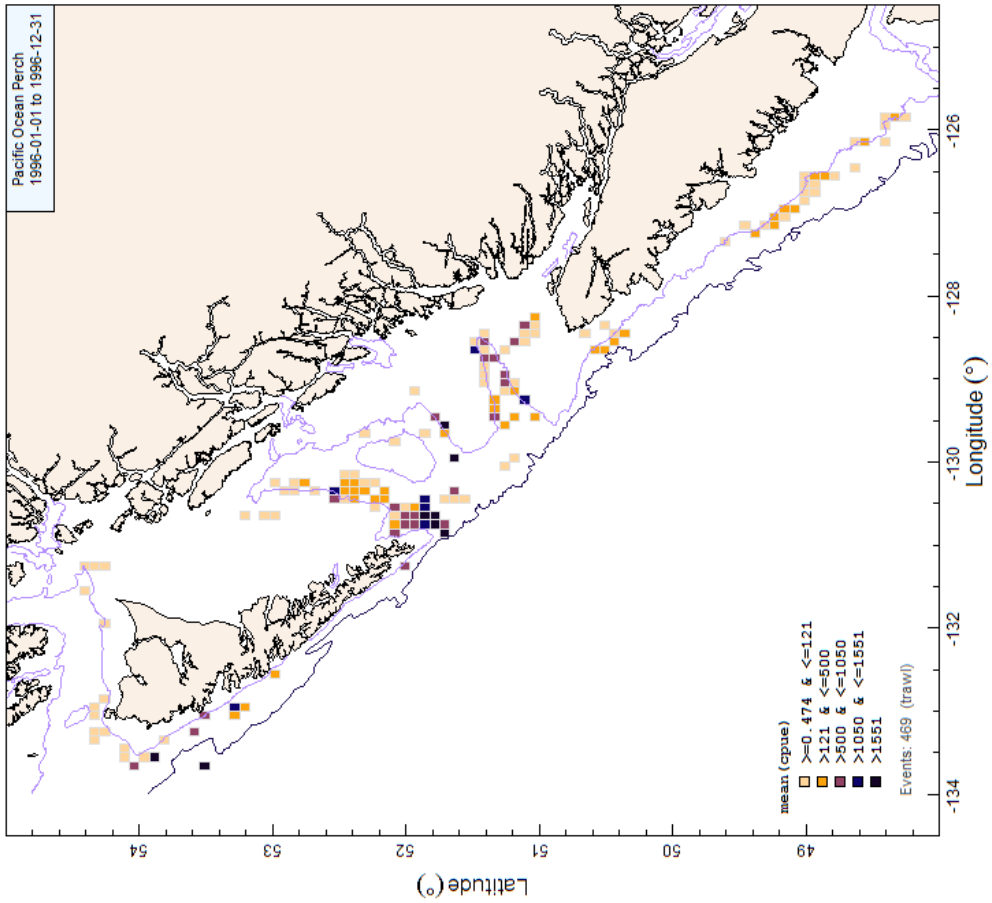 Pacific Ocean Perch
1996-01-01 to 1996-12-31
54
53
52
51
50
49
Latitude (°)
-134
-132
-130
-128
-126
Longitude (°)
mean(cpue)
>=0.474 & <=121
>121 & <=500
>500 & <=1050
>1050 & <=1551
>1551
Events: 469 (trawl)